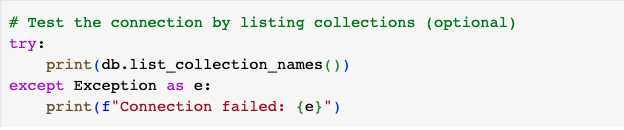 # Test the connection by listing collections (optional)
try:
    print(db.list_collection_names())
except Exception as e:
    print(f"Connection failed: {e}")